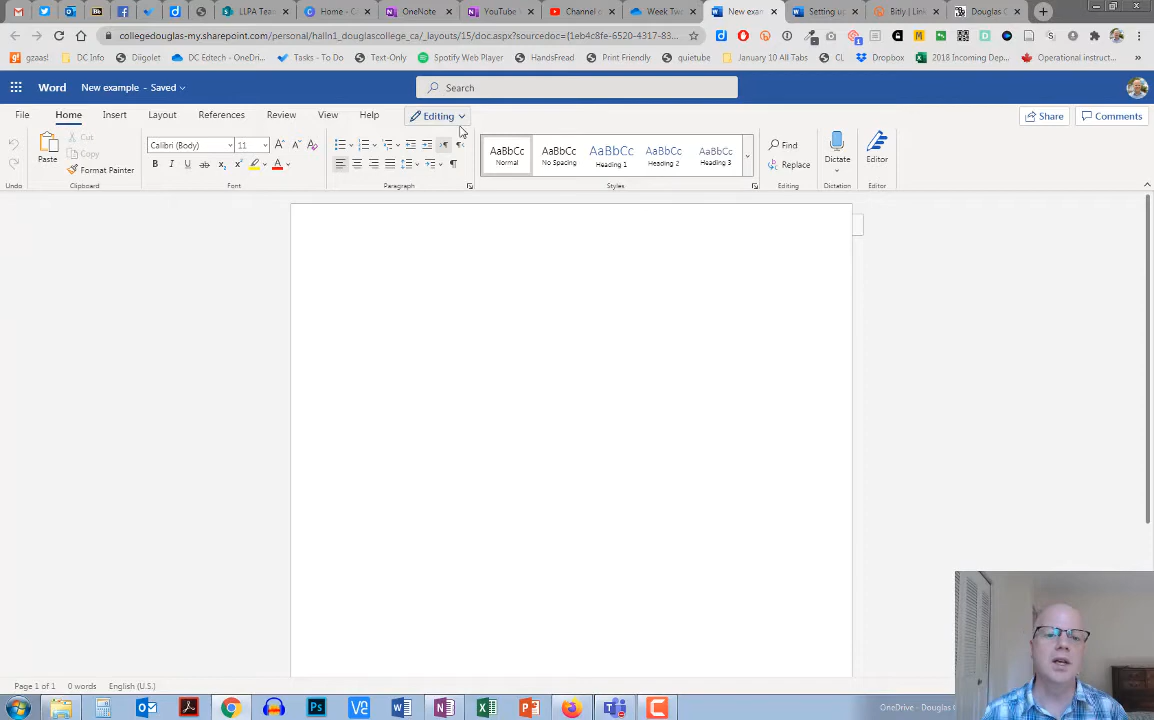 LLPA Tea
Home - C
OneNote
YouTube
Channel c
Week Tw
New exa
Setting u
Bitly | Lin
Douglas C
collegedouglas-my.sharepoint.com/personal/halln1_douglascollege_ca/_layouts/15/doc.aspx?sourcedoc={1eb4c8fe-6520-4317-83...
gzaas!
DC Info
DC Edtech - OneDri...
Tasks - To Do
Text-Only
Spotify Web Player
Diigolet
HandsFread
Print Friendly
quietube
January 10 All Tabs
CL
Dropbox
2018 Incoming Dep...
Operational instruct...
Word
New example - Saved
Search
File
Home
Insert
Layout
References
Review
View
Help
Editing
Share
Comments
Paste
Cut
Copy
Format Painter
Calibri (Body)
11
B I U ab x₂ x²
AaBbCc
Normal
AaBbCc
No Spacing
AaBbCc
Heading 1
AaBbCc
Heading 2
AaBbCc
Heading 3
Find
Replace
Dictate
Editor
Undo
Clipboard
Font
Paragraph
Styles
Editing
Dictation
Editor
Page 1 of 1
0 words
English (U.S.)
OneDrive - Douglas C